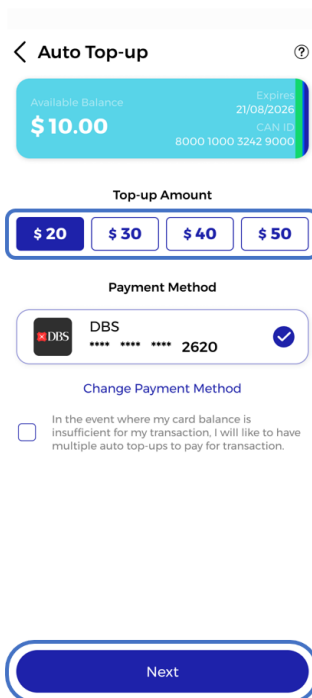 Auto Top-up
?
Available Balance
$10.00
Expires
21/08/2026
CAN ID
8000 1000 3242 9000
Top-up Amount
$ 20 $ 30 $ 40 $ 50
Payment Method
DBS DBS
**** **** **** 2620
Change Payment Method
In the event where my card balance is
insufficient for my transaction, I will like to have
multiple auto top-ups to pay for transaction.
Next